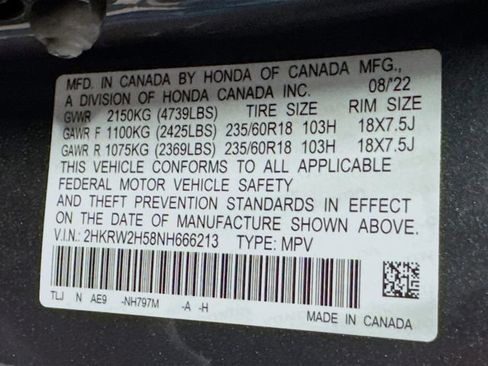 MFD. IN CANADA BY HONDA OF CANADA MFG.,
A DIVISION OF HONDA CANADA INC. 08/'22
GVWR 2150KG (4739LBS) TIRE SIZE RIM SIZE
GAWR F 1100KG (2425LBS) 235/60R18 103H 18X7.5J
GAWR R 1075KG (2369LBS) 235/60R18 103H 18X7.5J
THIS VEHICLE CONFORMS TO ALL APPLICABLE
FEDERAL MOTOR VEHICLE SAFETY
AND THEFT PREVENTION STANDARDS IN EFFECT
ON THE DATE OF MANUFACTURE SHOWN ABOVE.
V.I.N.: 2HKRW2H58NH666213 TYPE: MPV
TLJ N AE9 -NH797M -A -H
MADE IN CANADA